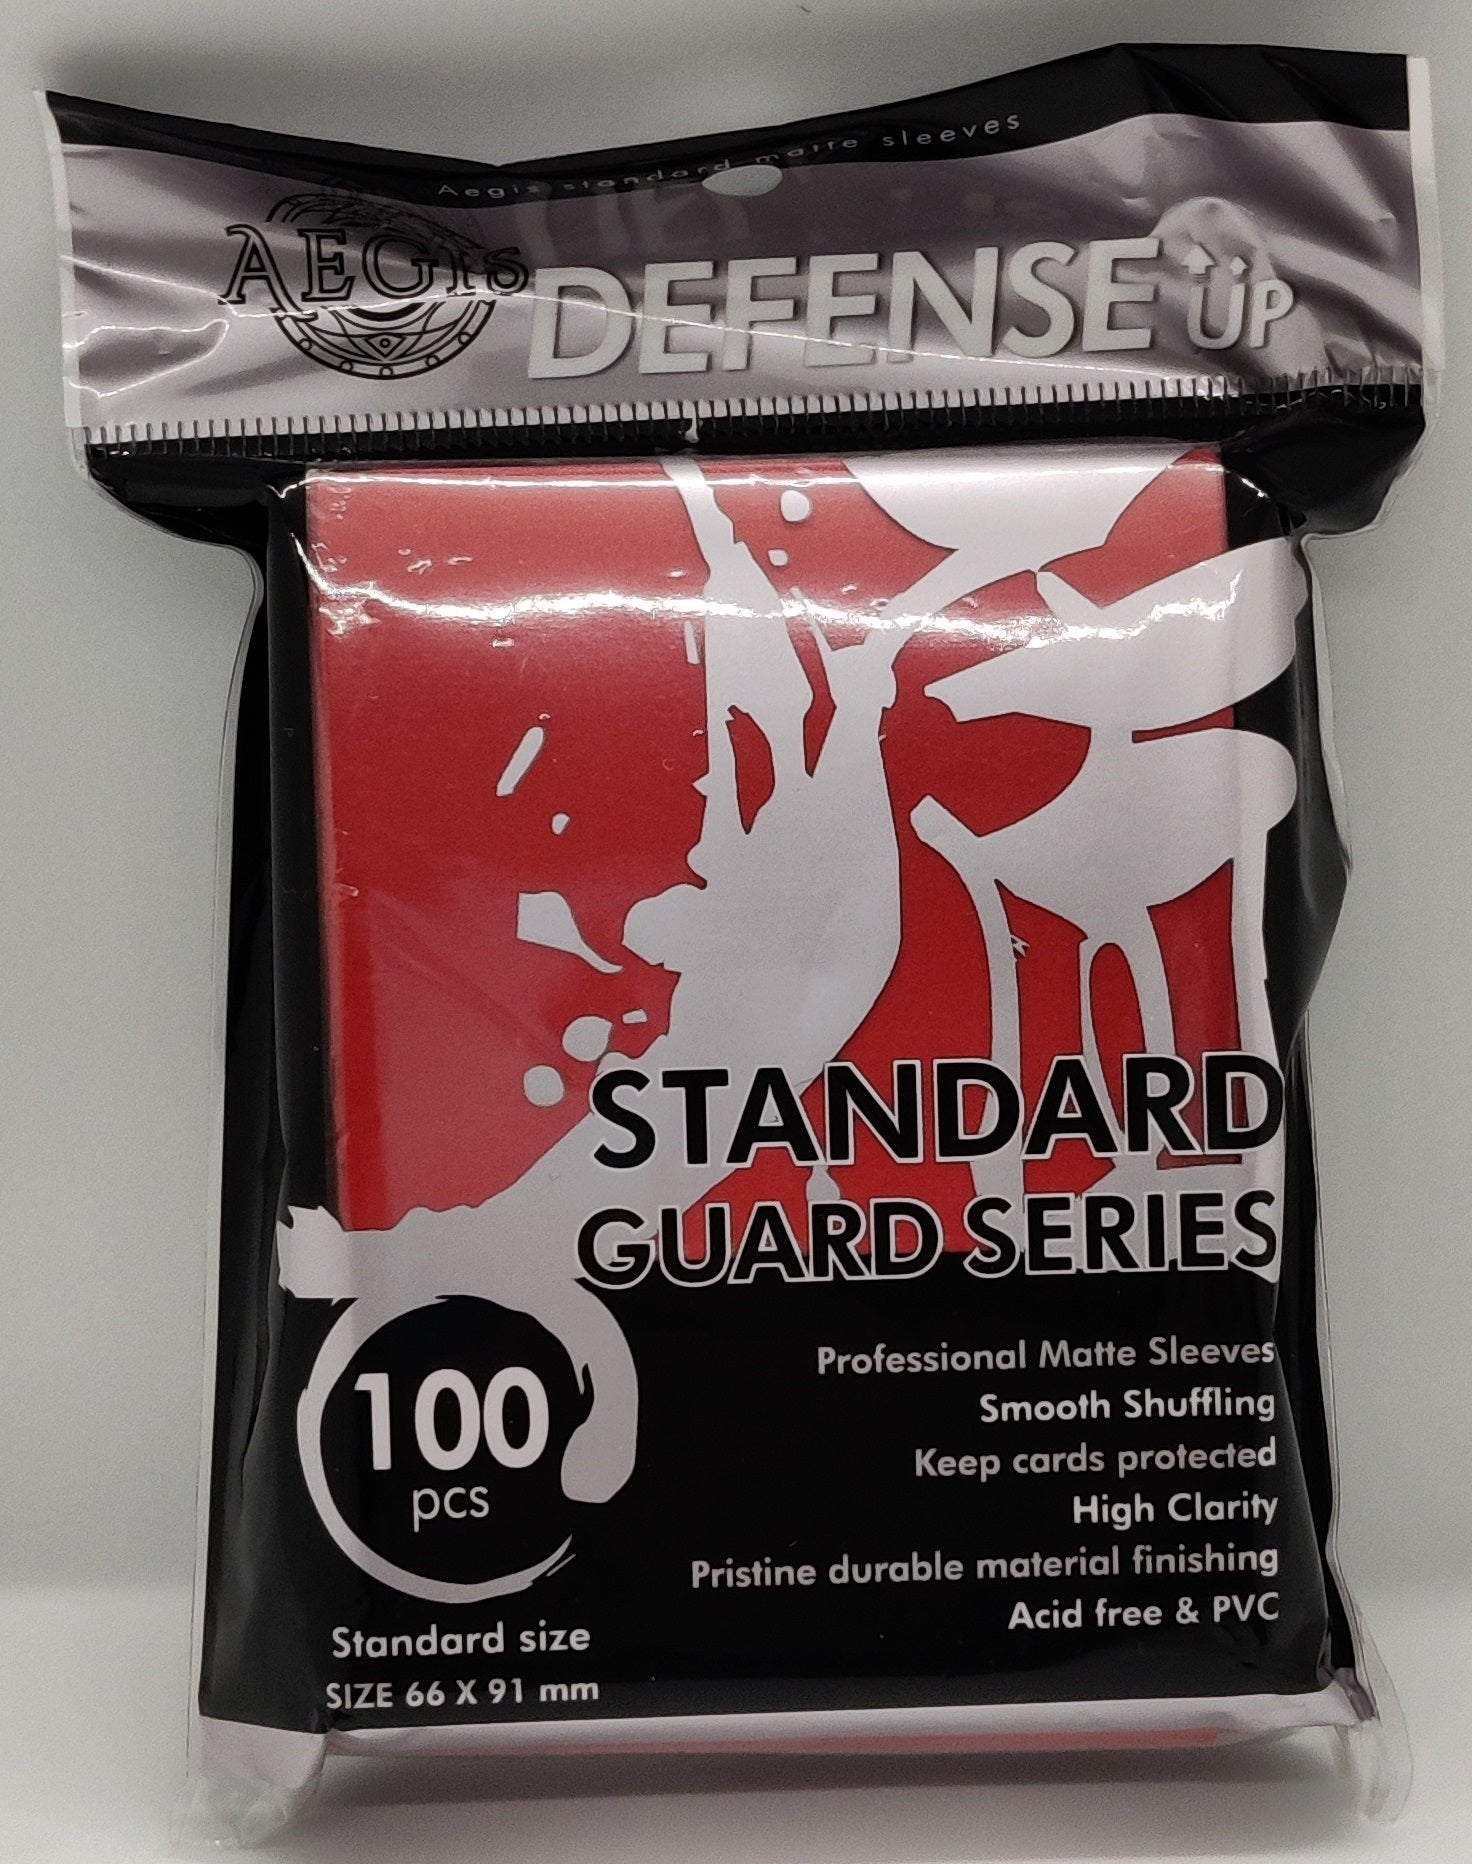 Aegis standard matte sleeves
AEGIS
DEFENSE UP
STANDARD
GUARD SERIES
100
pcs
Professional Matte Sleeves
Smooth Shuffling
Keep cards protected
High Clarity
Pristine durable material finishing
Acid free & PVC
Standard size
SIZE 66 X 91 mm